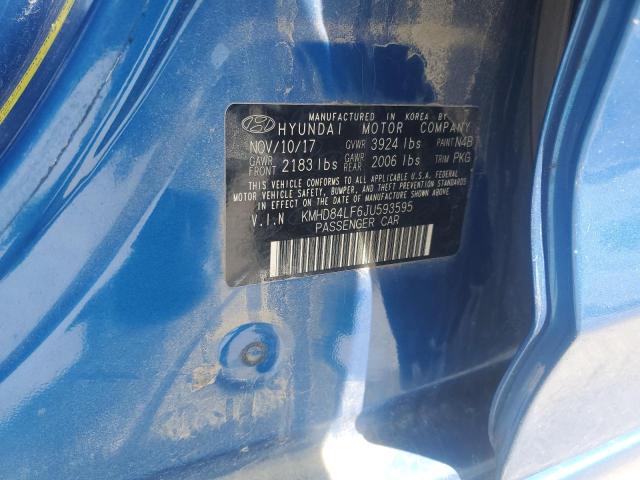 MANUFACTURED IN KOREA BY
HYUNDAI MOTOR COMPANY
NOV/10/17 GVWR 3924 lbs PAINT N4B
GAWR FRONT 2183 lbs GAWR REAR 2006 lbs TRIM PKG
THIS VEHICLE CONFORMS TO ALL APPLICABLE U.S.A. FEDERAL
MOTOR VEHICLE SAFETY, BUMPER, AND THEFT PREVENTION STANDARDS
IN EFFECT ON THE DATE OF MANUFACTURE SHOWN ABOVE.
V.I.N KMHD84LF6JU593595
PASSENGER CAR